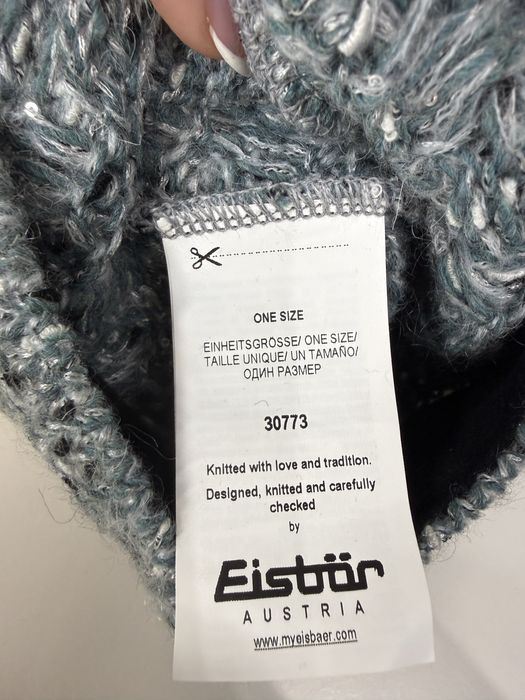 ONE SIZE
EINHEITSGRÖSSE/ ONE SIZE/
TAILLE UNIQUE/ UN TAMAÑO/
ОДИН РАЗМЕР
30773
Knitted with love and tradition.
Designed, knitted and carefully
checked
by
Eisbär
AUSTRIA
www.myeisbaer.com